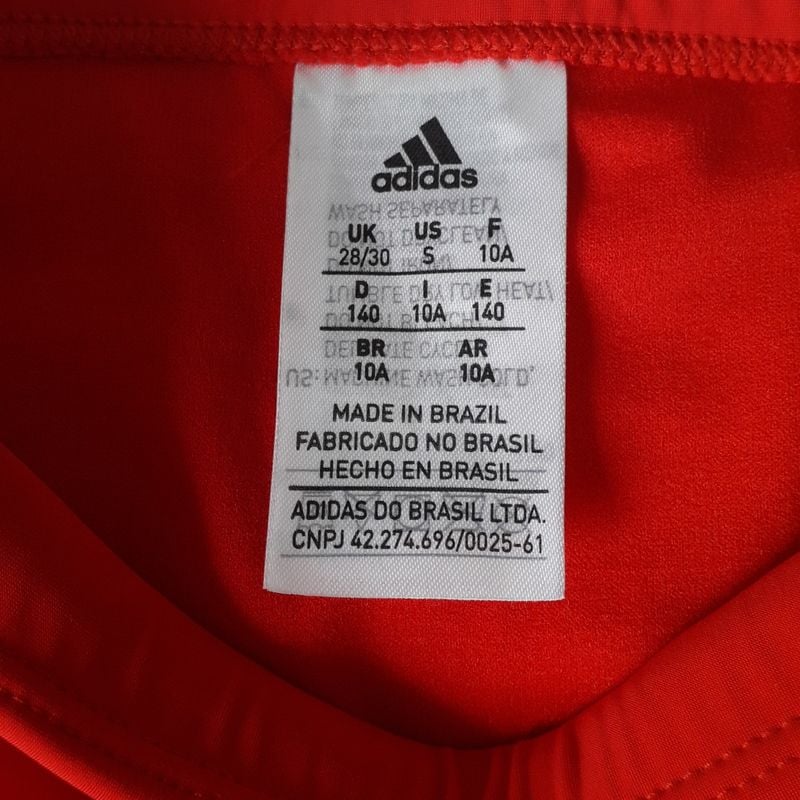 adidas
UK US F
28/30 S 10A
D I E
140 10A 140
BR AR
10A 10A
MADE IN BRAZIL
FABRICADO NO BRASIL
HECHO EN BRASIL
ADIDAS DO BRASIL LTDA.
CNPJ 42.274.696/0025-61